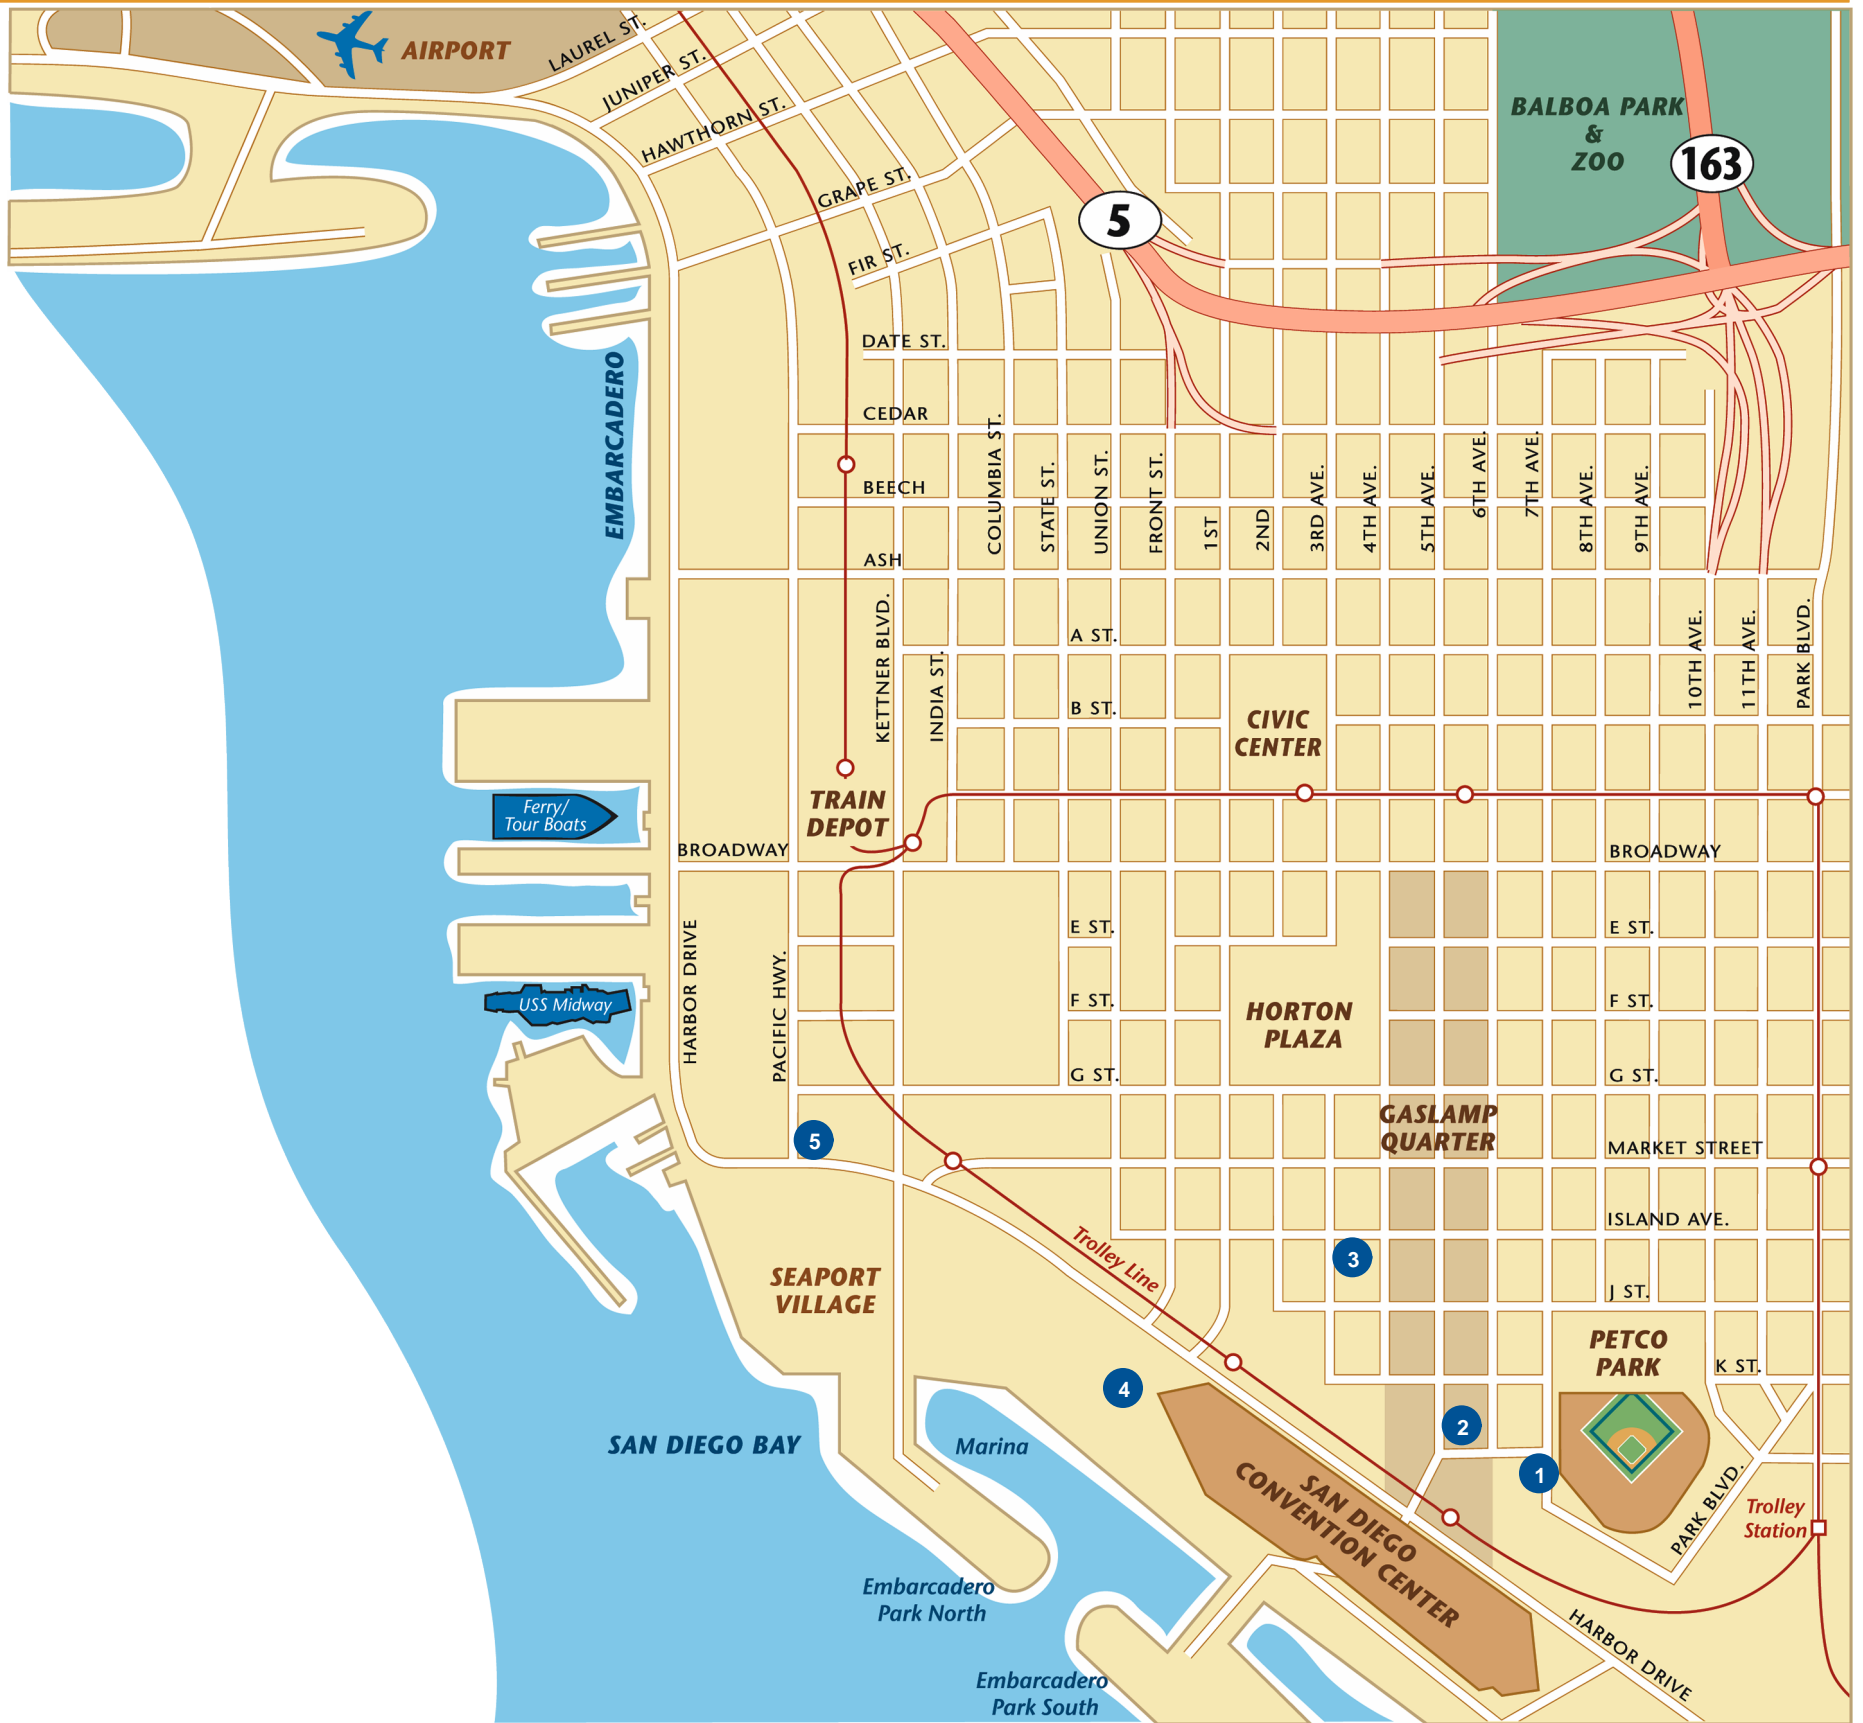 AIRPORT
LAUREL ST.
JUNIPER ST.
HAWTHORN ST.
GRAPE ST.
FIR ST.
BALBOA PARK
&
ZOO
163
5
DATE ST.
CEDAR
BEECH
ASH
EMBARCADERO
COLUMBIA ST.
STATE ST.
UNION ST.
FRONT ST.
1ST
2ND
3RD AVE.
4TH AVE.
5TH AVE.
6TH AVE.
7TH AVE.
8TH AVE.
9TH AVE.
10TH AVE.
11TH AVE.
PARK BLVD.
KETTNER BLVD.
INDIA ST.
A ST.
B ST.
CIVIC
CENTER
TRAIN
DEPOT
Ferry/
Tour Boats
BROADWAY
BROADWAY
HARBOR DRIVE
PACIFIC HWY.
E ST.
E ST.
USS Midway
F ST.
F ST.
HORTON
PLAZA
G ST.
G ST.
GASLAMP
QUARTER
5
MARKET STREET
ISLAND AVE.
Trolley Line
3
SEAPORT
VILLAGE
J ST.
PETCO
PARK
K ST.
4
2
1
SAN DIEGO BAY
Marina
SAN DIEGO
CONVENTION CENTER
PARK BLVD.
Trolley
Station
Embarcadero
Park North
HARBOR DRIVE
Embarcadero
Park South